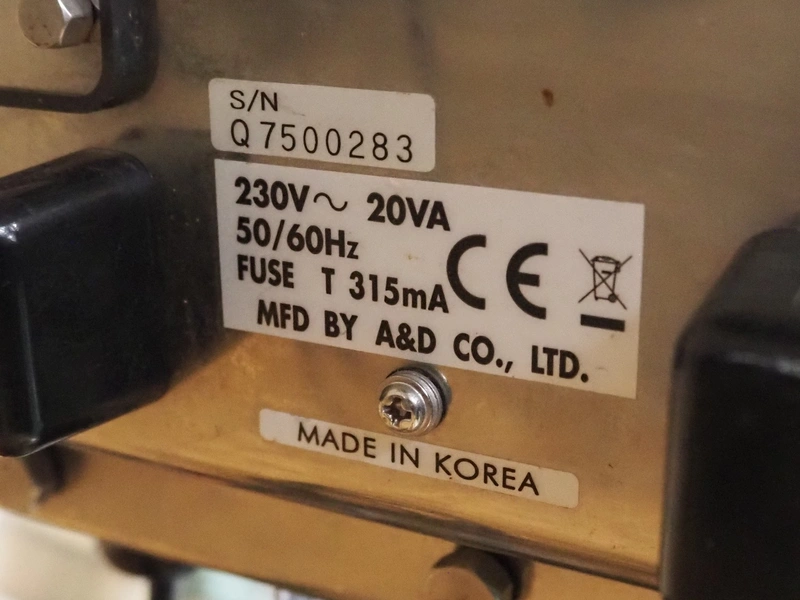 S/N
Q7500283
230V~ 20VA
50/60Hz
FUSE T 315mA
CE
MFD BY A&D CO., LTD.
MADE IN KOREA